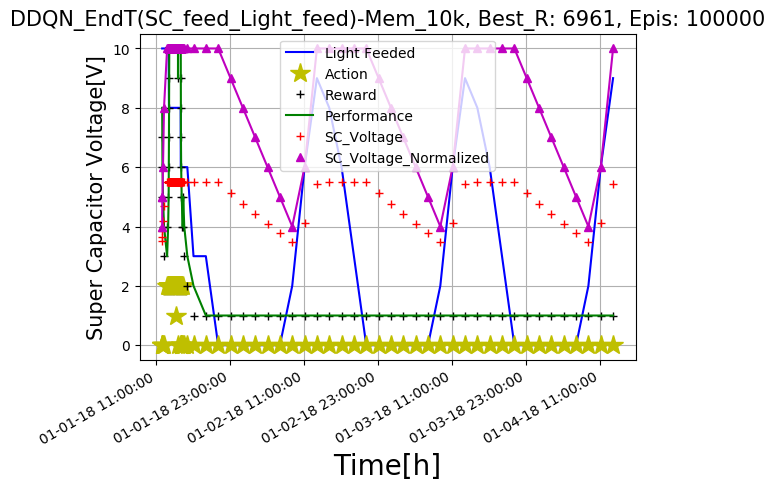 DDQN_EndT(SC_feed_Light_feed)-Mem_10k, Best_R: 6961, Epis: 100000
Super Capacitor Voltage[V]
10
8
6
4
2
0
Light Feeded
Action
Reward
Performance
SC_Voltage
SC_Voltage_Normalized
01-01-18 11:00:00
01-01-18 23:00:00
01-02-18 11:00:00
01-02-18 23:00:00
01-03-18 11:00:00
01-03-18 23:00:00
01-04-18 11:00:00
Time[h]